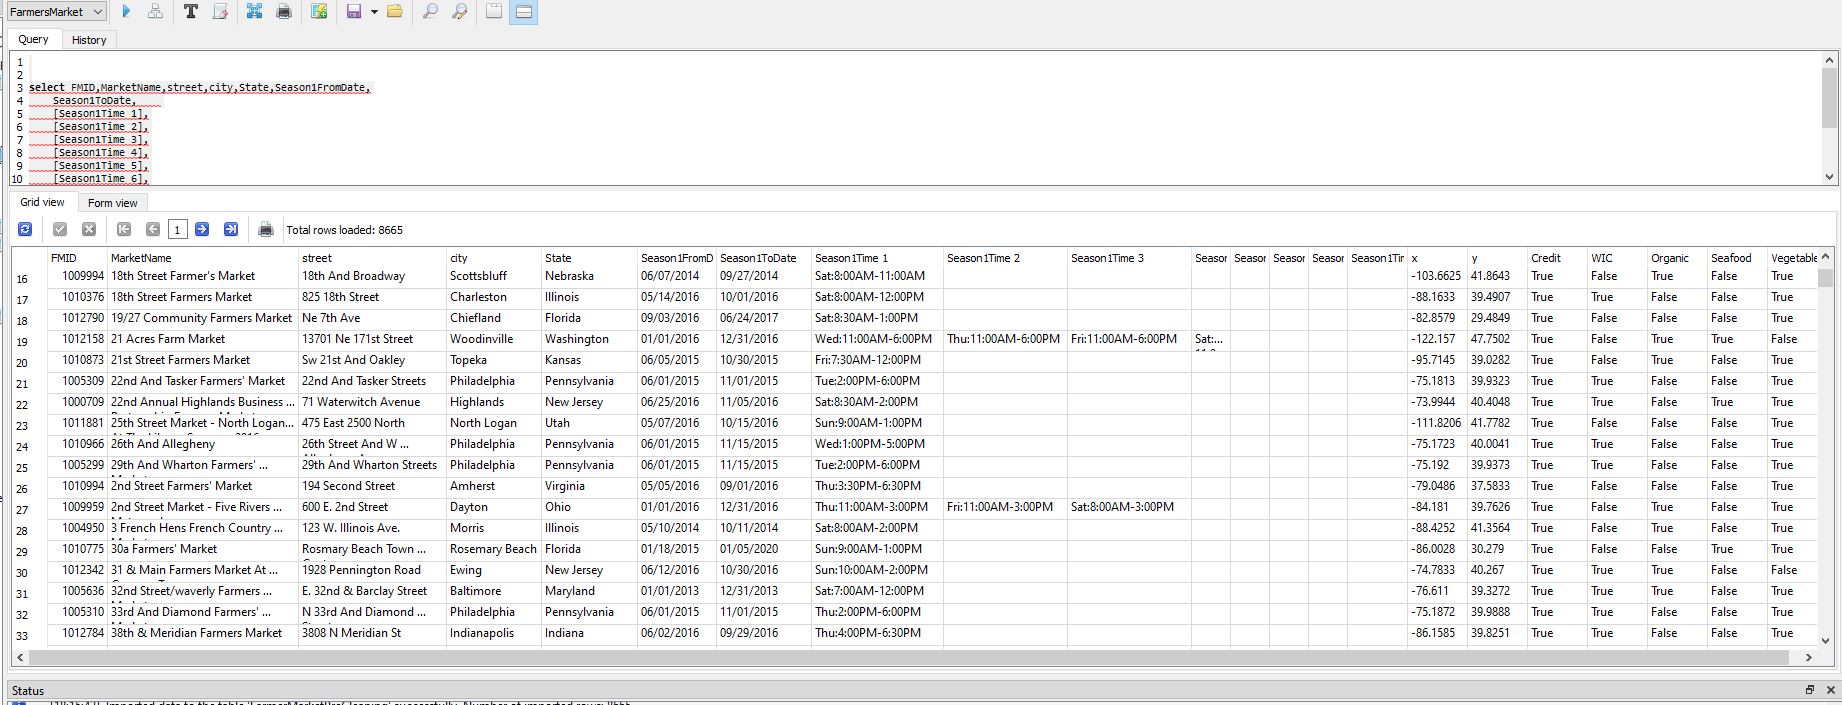 FarmersMarket
Query History
1
2
3 select FMID,MarketName,street,city,State,Season1FromDate,
4 Season1ToDate,
5 [Season1Time 1],
6 [Season1Time 2],
7 [Season1Time 3],
8 [Season1Time 4],
9 [Season1Time 5],
10 [Season1Time 6],
Grid view Form view
1 Total rows loaded: 8665
FMID MarketName street city State Season1FromD Season1ToDate Season1Time 1 Season1Time 2 Season1Time 3 Season Season Season Season Season1Tir x y Credit WIC Organic Seafood Vegetable
16 1009994 18th Street Farmer's Market 18th And Broadway Scottsbluff Nebraska 06/07/2014 09/27/2014 Sat:8:00AM-11:00AM -103.6625 41.8643 True False True False True
17 1010376 18th Street Farmers Market 825 18th Street Charleston Illinois 05/14/2016 10/01/2016 Sat:8:00AM-12:00PM -88.1633 39.4907 True True False False True
18 1012790 19/27 Community Farmers Market Ne 7th Ave Chiefland Florida 09/03/2016 06/24/2017 Sat:8:30AM-1:00PM -82.8579 29.4849 True False False False True
19 1012158 21 Acres Farm Market 13701 Ne 171st Street Woodinville Washington 01/01/2016 12/31/2016 Wed:11:00AM-6:00PM Thu:11:00AM-6:00PM Fri:11:00AM-6:00PM Sat:... -122.157 47.7502 True False True True False
20 1010873 21st Street Farmers Market Sw 21st And Oakley Topeka Kansas 06/05/2015 10/30/2015 Fri:7:30AM-12:00PM -95.7145 39.0282 True False False False True
21 1005309 22nd And Tasker Farmers' Market 22nd And Tasker Streets Philadelphia Pennsylvania 06/01/2015 11/01/2015 Tue:2:00PM-6:00PM -75.1813 39.9323 True True False False True
22 1000709 22nd Annual Highlands Business ... 71 Waterwitch Avenue Highlands New Jersey 06/25/2016 11/05/2016 Sat:8:30AM-2:00PM -73.9944 40.4048 True False True True True
23 1011881 25th Street Market - North Logan... 475 East 2500 North North Logan Utah 05/07/2016 10/15/2016 Sun:9:00AM-1:00PM -111.8206 41.7782 True False False False True
24 1010966 26th And Allegheny 26th Street And W ... Philadelphia Pennsylvania 06/01/2015 11/15/2015 Wed:1:00PM-5:00PM -75.1723 40.0041 True True False False True
25 1005299 29th And Wharton Farmers' ... 29th And Wharton Streets Philadelphia Pennsylvania 06/01/2015 11/15/2015 Tue:2:00PM-6:00PM -75.192 39.9373 True True False False True
26 1010994 2nd Street Farmers' Market 194 Second Street Amherst Virginia 05/05/2016 09/01/2016 Thu:3:30PM-6:30PM -79.0486 37.5833 True True False False True
27 1009959 2nd Street Market - Five Rivers ... 600 E. 2nd Street Dayton Ohio 01/01/2016 12/31/2016 Thu:11:00AM-3:00PM Fri:11:00AM-3:00PM Sat:8:00AM-3:00PM -84.181 39.7626 True False True False True
28 1004950 3 French Hens French Country ... 123 W. Illinois Ave. Morris Illinois 05/10/2014 10/11/2014 Sat:8:00AM-2:00PM -88.4252 41.3564 True False True False True
29 1010775 30a Farmers' Market Rosmary Beach Town ... Rosemary Beach Florida 01/18/2015 01/05/2020 Sun:9:00AM-1:00PM -86.0028 30.279 True False False True True
30 1012342 31 & Main Farmers Market At ... 1928 Pennington Road Ewing New Jersey 06/12/2016 10/30/2016 Sun:10:00AM-2:00PM -74.7833 40.267 True True True False False
31 1005636 32nd Street/waverly Farmers ... E. 32nd & Barclay Street Baltimore Maryland 01/01/2013 12/31/2013 Sat:7:00AM-12:00PM -76.611 39.3272 True True True False True
32 1005310 33rd And Diamond Farmers' ... N 33rd And Diamond ... Philadelphia Pennsylvania 06/01/2015 11/01/2015 Thu:2:00PM-6:00PM -75.1872 39.9888 True True False False True
33 1012784 38th & Meridian Farmers Market 3808 N Meridian St Indianapolis Indiana 06/02/2016 09/29/2016 Thu:4:00PM-6:30PM -86.1585 39.8251 True True False False True
Status